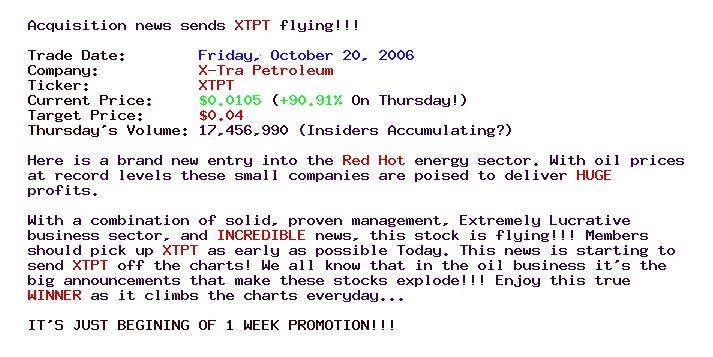 Acquisition news sends XTPT flying!!!
Trade Date: Friday, October 20, 2006
Company: X-Tra Petroleum
Ticker: XTPT
Current Price: $0.0105 (+90.91% On Thursday!)
Target Price: $0.04
Thursday's Volume: 17,456,990 (Insiders Accumulating?)
Here is a brand new entry into the Red Hot energy sector. With oil prices
at record levels these small companies are poised to deliver HUGE
profits.
With a combination of solid, proven management, Extremely Lucrative
business sector, and INCREDIBLE news, this stock is flying!!! Members
should pick up XTPT as early as possible Today. This news is starting to
send XTPT off the charts! We all know that in the oil business it's the
big announcements that make these stocks explode!!! Enjoy this true
WINNER as it climbs the charts everyday...
IT'S JUST BEGINING OF 1 WEEK PROMOTION!!!